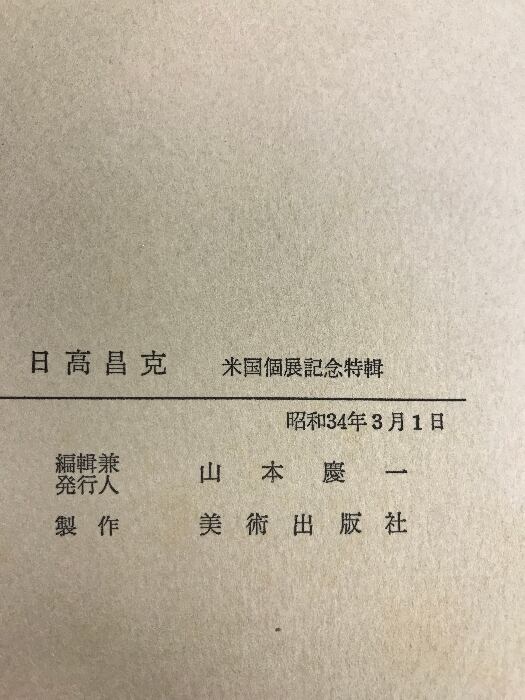 日高昌克 米国個展記念特輯
昭和34年3月1日
編輯兼
発行人 山本慶一
製作 美術出版社